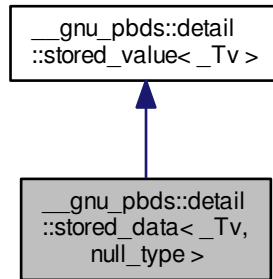 __gnu_pbds::detail
::stored_value< _Tv >
__gnu_pbds::detail
::stored_data< _Tv,
null_type >